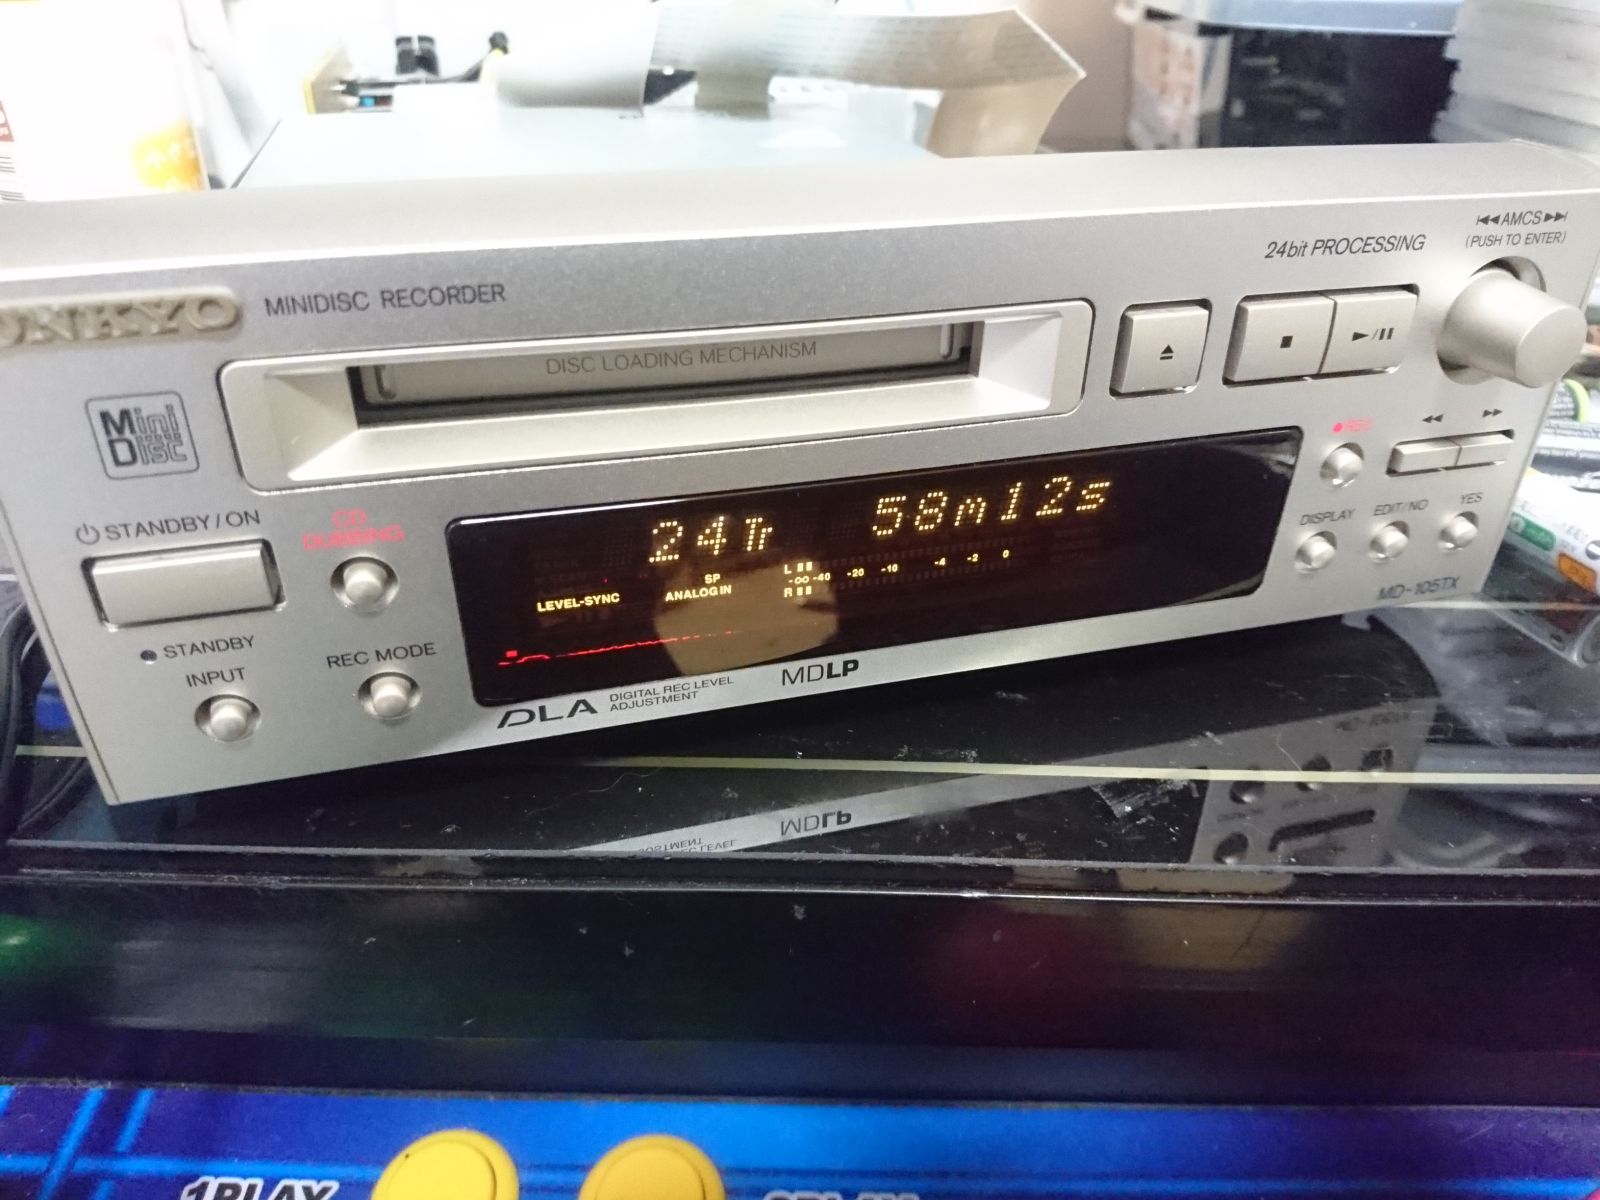 ⏮◀AMCS▶⏭
24bit PROCESSING
(PUSH TO ENTER)
ONKYO
MINIDISC RECORDER
DISC LOADING MECHANISM
▲
■
▶/❚❚
Mini
Disc
● REC
◀◀ ▶▶
STANDBY/ON
CD
DUBBING
24Tr 58m12s
DISPLAY
EDIT/NO
YES
LEVEL-SYNC
SP
ANALOG IN
L
-∞ -40 -20 -10 -4 -2 0
R
MD-105TX
STANDBY
INPUT
REC MODE
DLA
DIGITAL REC LEVEL
ADJUSTMENT
MDLP
1PLAY